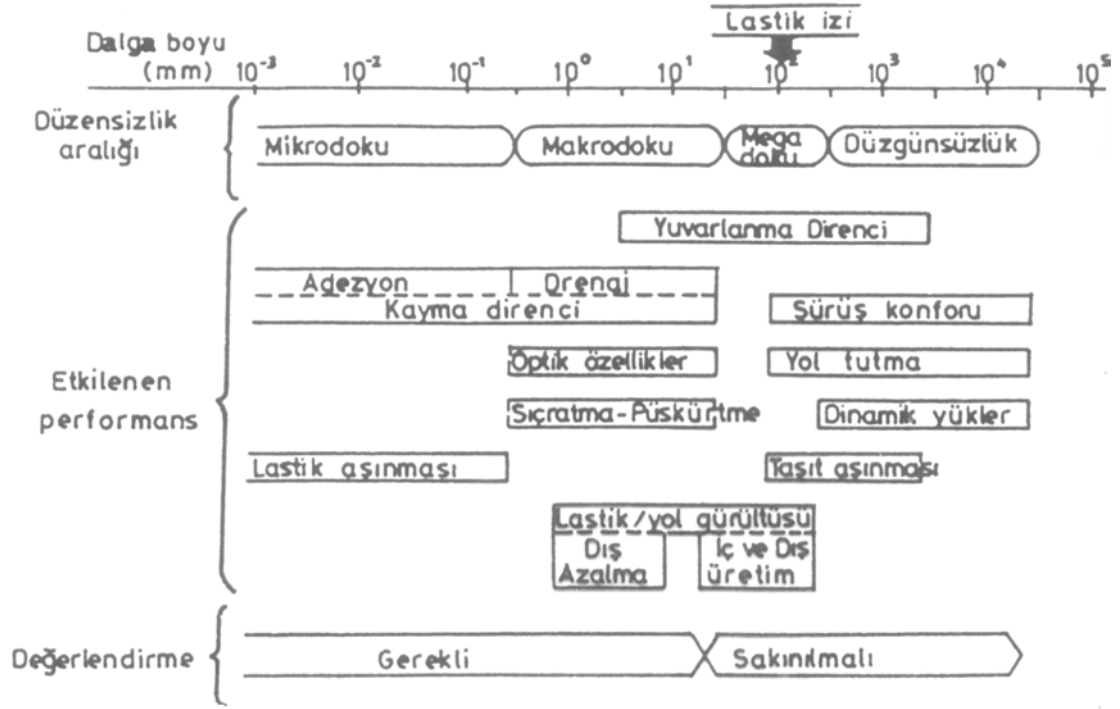 Lastik izi
Dalga boyu
(mm) 10⁻³ 10⁻² 10⁻¹ 10⁰ 10¹ 10² 10³ 10⁴ 10⁵
Düzensizlik
aralığı
Mikrodoku Makrodoku Mega
doku Düzgünsüzlük
Etkilenen
performans
Yuvarlanma Direnci
Adezyon Drenaj
Kayma direnci Sürüş konforu
Optik özellikler Yol tutma
Sıçratma-Püskürtme Dinamik yükler
Lastik aşınması Taşıt aşınması
Lastik/yol gürültüsü
Dış
Azalma
İç ve Dış
üretim
Değerlendirme
Gerekli Sakınılmalı